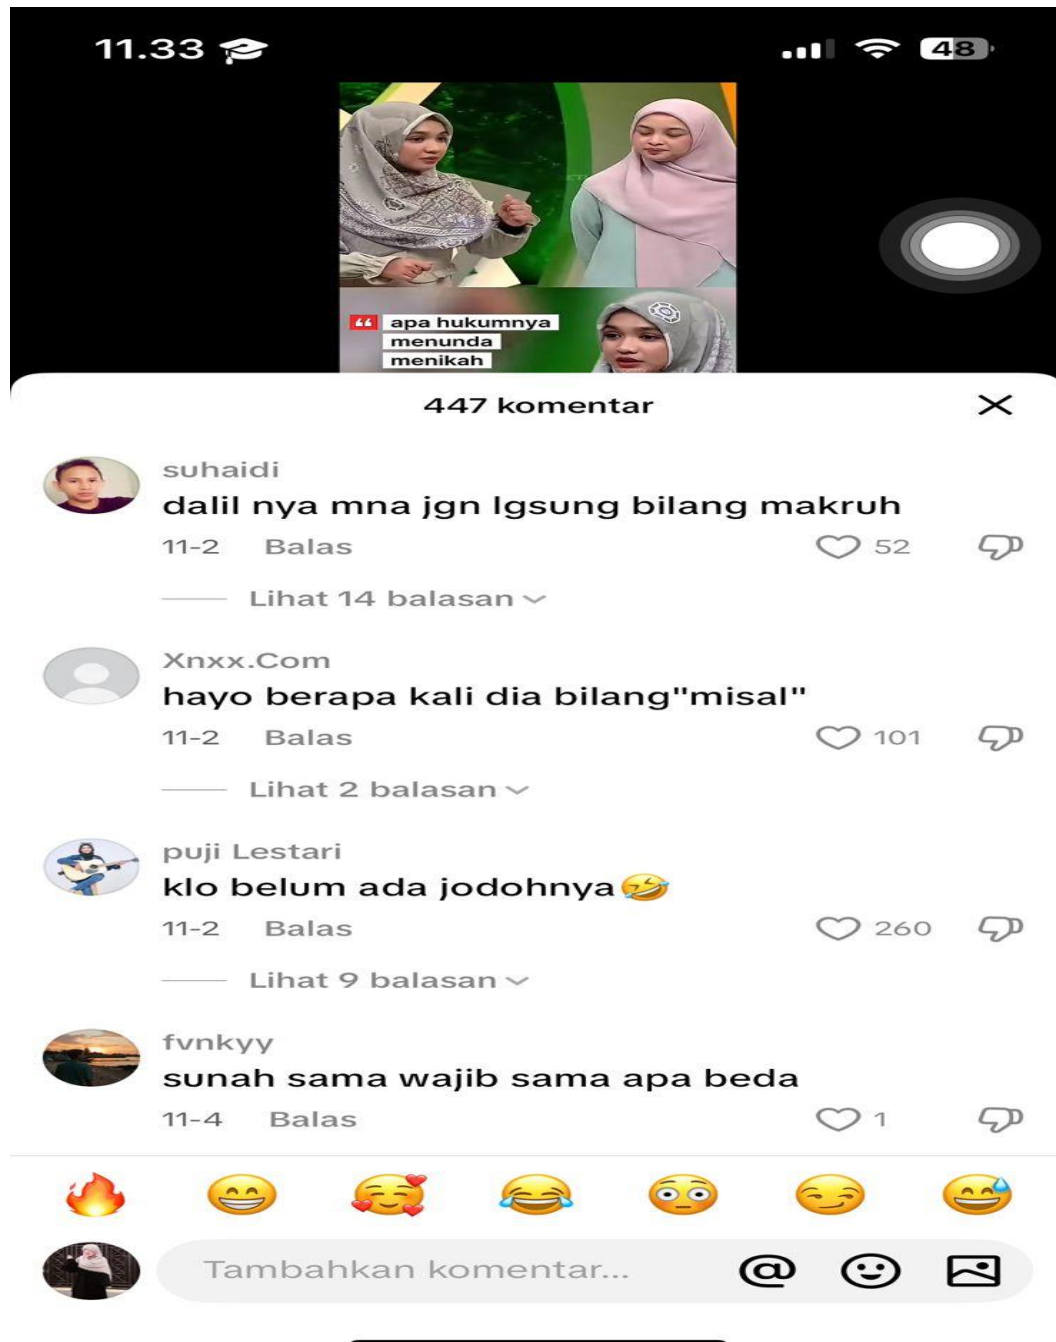 11.33
48
apa hukumnya
menunda
menikah
447 komentar
suhaidi
dalil nya mna jgn lgsung bilang makruh
11-2 Balas 52
Lihat 14 balasan
Xnxx.Com
hayo berapa kali dia bilang"misal"
11-2 Balas 101
Lihat 2 balasan
puji Lestari
klo belum ada jodohnya🤣
11-2 Balas 260
Lihat 9 balasan
fvnkyy
sunah sama wajib sama apa beda
11-4 Balas 1
Tambahkan komentar...